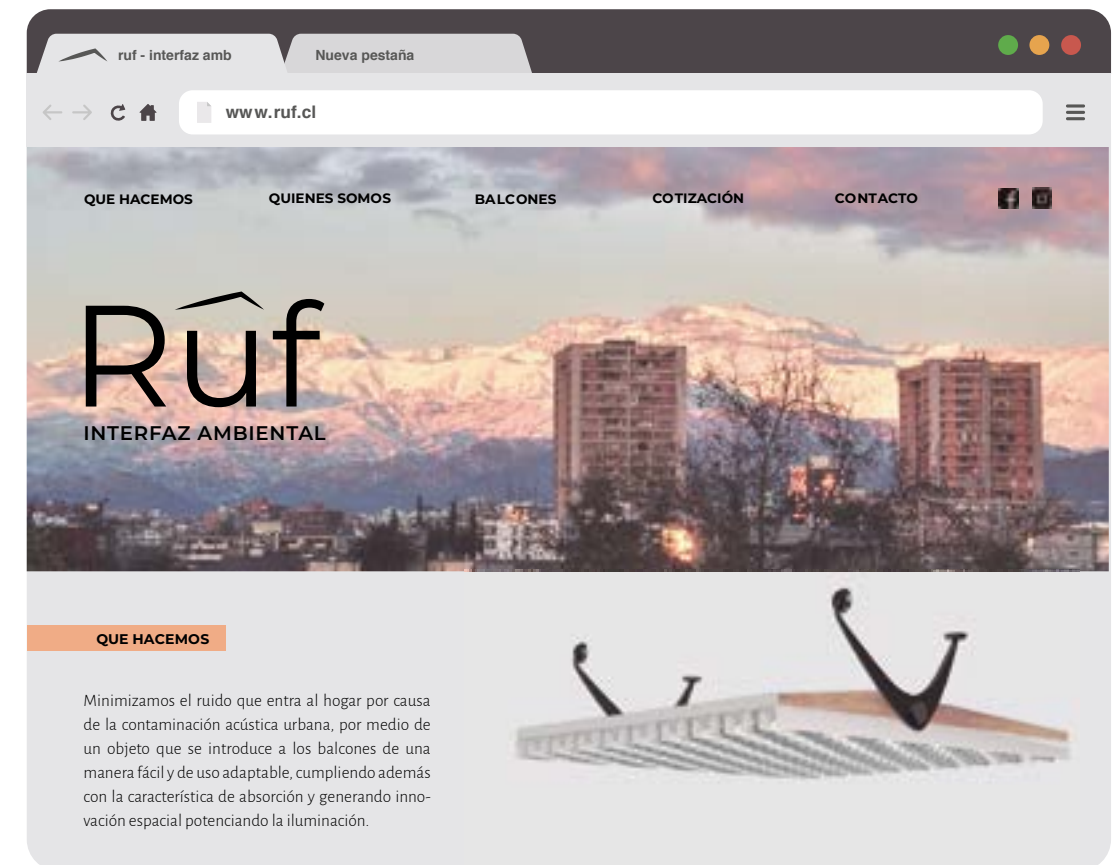 ruf - interfaz amb
Nueva pestaña
www.ruf.cl
QUE HACEMOS
QUIENES SOMOS
BALCONES
COTIZACIÓN
CONTACTO
Rûf
INTERFAZ AMBIENTAL
QUE HACEMOS
Minimizamos el ruido que entra al hogar por causa
de la contaminación acústica urbana, por medio de
un objeto que se introduce a los balcones de una
manera fácil y de uso adaptable, cumpliendo además
con la característica de absorción y generando inno-
vación espacial potenciando la iluminación.